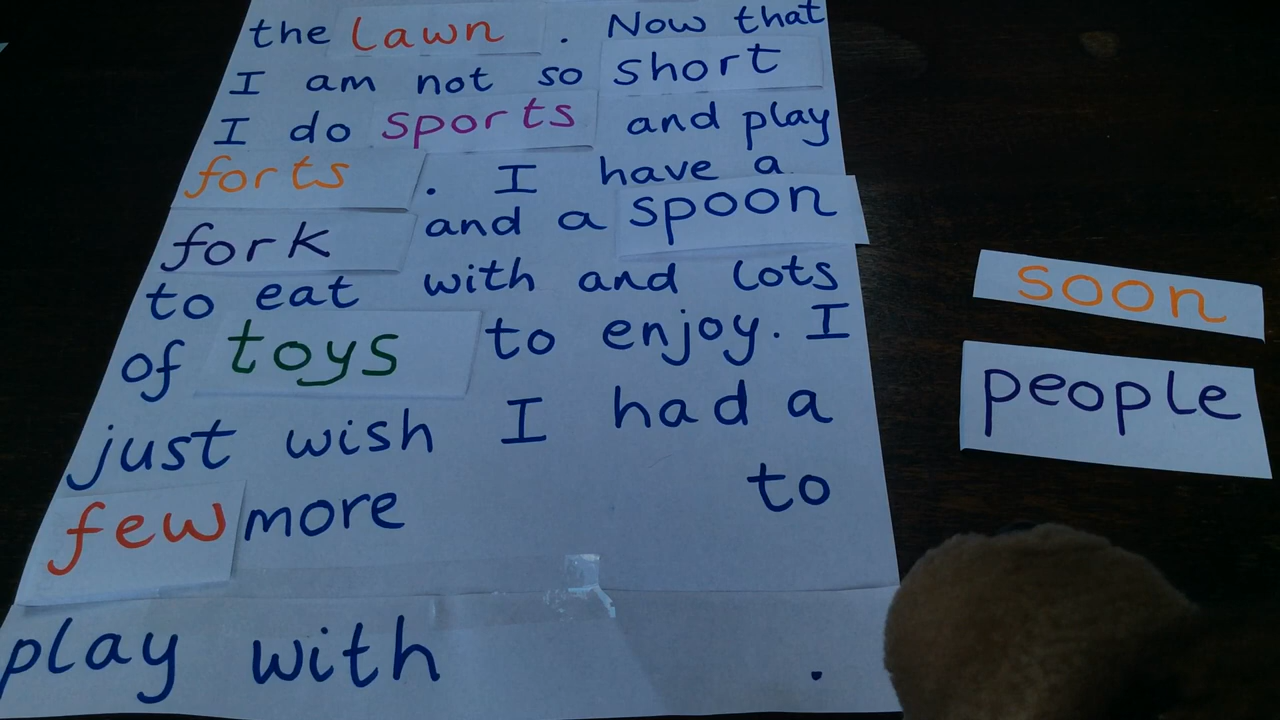 the lawn . Now that
I am not so short
I do sports and play
forts . I have a
fork and a spoon
to eat with and lots
of toys to enjoy. I
just wish I had a
few more to
play with .
soon
people